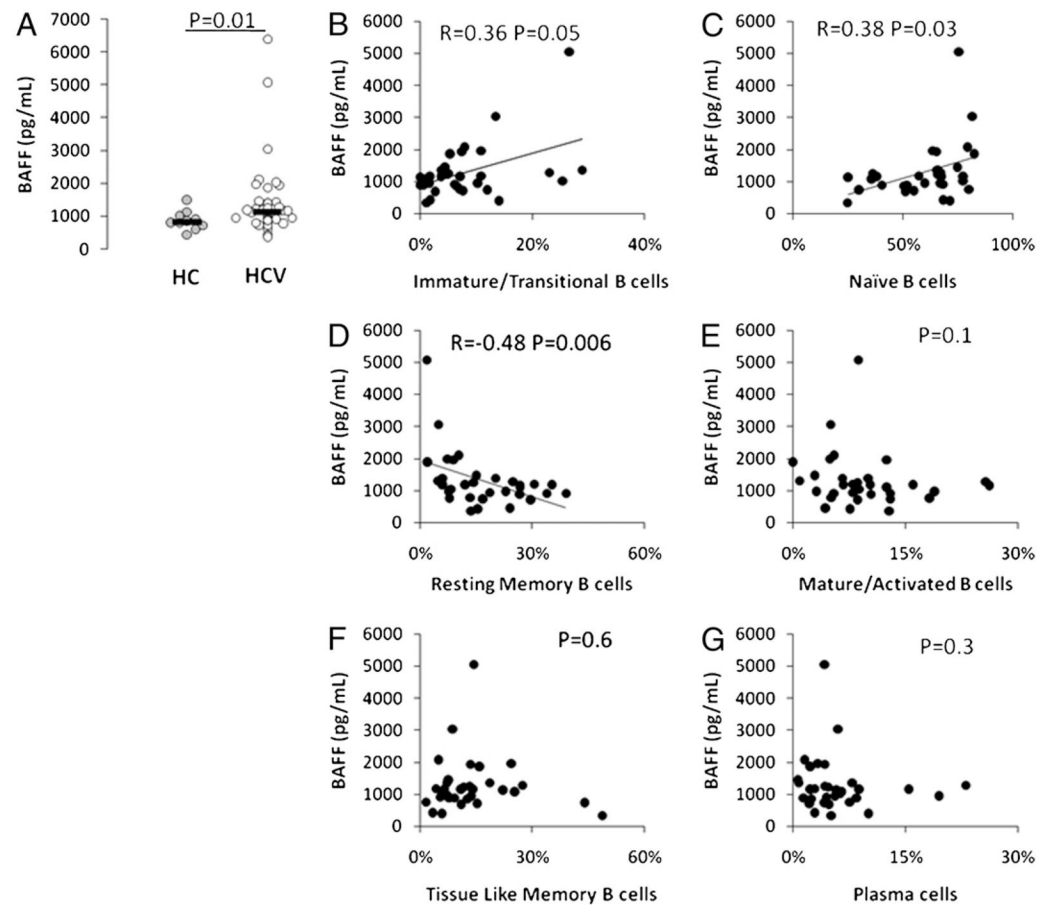 A
P=0.01
7000
6000
5000
4000
3000
2000
1000
0
BAFF (pg/mL)
HC HCV
B
R=0.36 P=0.05
6000
5000
4000
3000
2000
1000
0
BAFF (pg/mL)
0% 20% 40%
Immature/Transitional B cells
C
R=0.38 P=0.03
6000
5000
4000
3000
2000
1000
0
BAFF (pg/mL)
0% 50% 100%
Naïve B cells
D
R=-0.48 P=0.006
6000
5000
4000
3000
2000
1000
0
BAFF (pg/mL)
0% 30% 60%
Resting Memory B cells
E
P=0.1
6000
5000
4000
3000
2000
1000
0
BAFF (pg/mL)
0% 15% 30%
Mature/Activated B cells
F
P=0.6
6000
5000
4000
3000
2000
1000
0
BAFF (pg/mL)
0% 30% 60%
Tissue Like Memory B cells
G
P=0.3
6000
5000
4000
3000
2000
1000
0
BAFF (pg/mL)
0% 15% 30%
Plasma cells